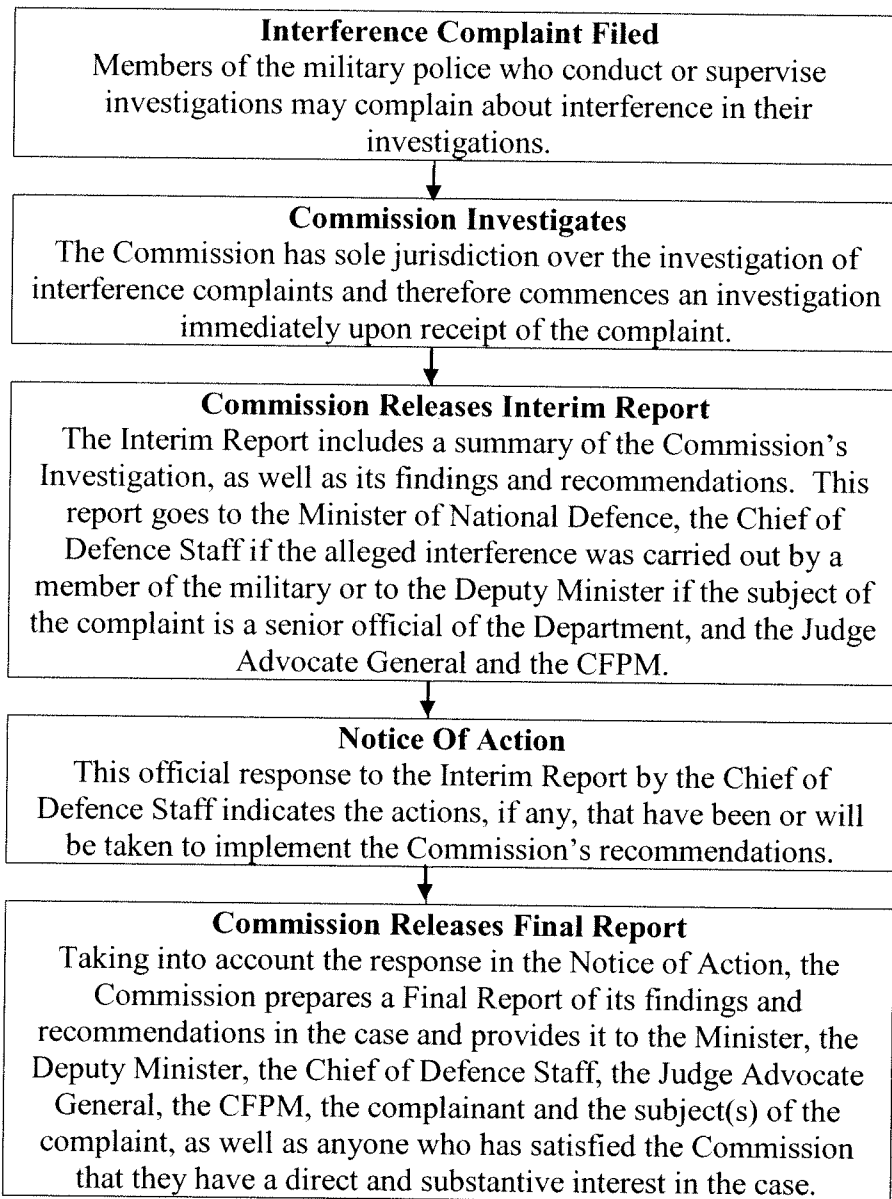 Interference Complaint Filed
Members of the military police who conduct or supervise
investigations may complain about interference in their
investigations.
Commission Investigates
The Commission has sole jurisdiction over the investigation of
interference complaints and therefore commences an investigation
immediately upon receipt of the complaint.
Commission Releases Interim Report
The Interim Report includes a summary of the Commission's
Investigation, as well as its findings and recommendations. This
report goes to the Minister of National Defence, the Chief of
Defence Staff if the alleged interference was carried out by a
member of the military or to the Deputy Minister if the subject of
the complaint is a senior official of the Department, and the Judge
Advocate General and the CFPM.
Notice Of Action
This official response to the Interim Report by the Chief of
Defence Staff indicates the actions, if any, that have been or will
be taken to implement the Commission's recommendations.
Commission Releases Final Report
Taking into account the response in the Notice of Action, the
Commission prepares a Final Report of its findings and
recommendations in the case and provides it to the Minister, the
Deputy Minister, the Chief of Defence Staff, the Judge Advocate
General, the CFPM, the complainant and the subject(s) of the
complaint, as well as anyone who has satisfied the Commission
that they have a direct and substantive interest in the case.